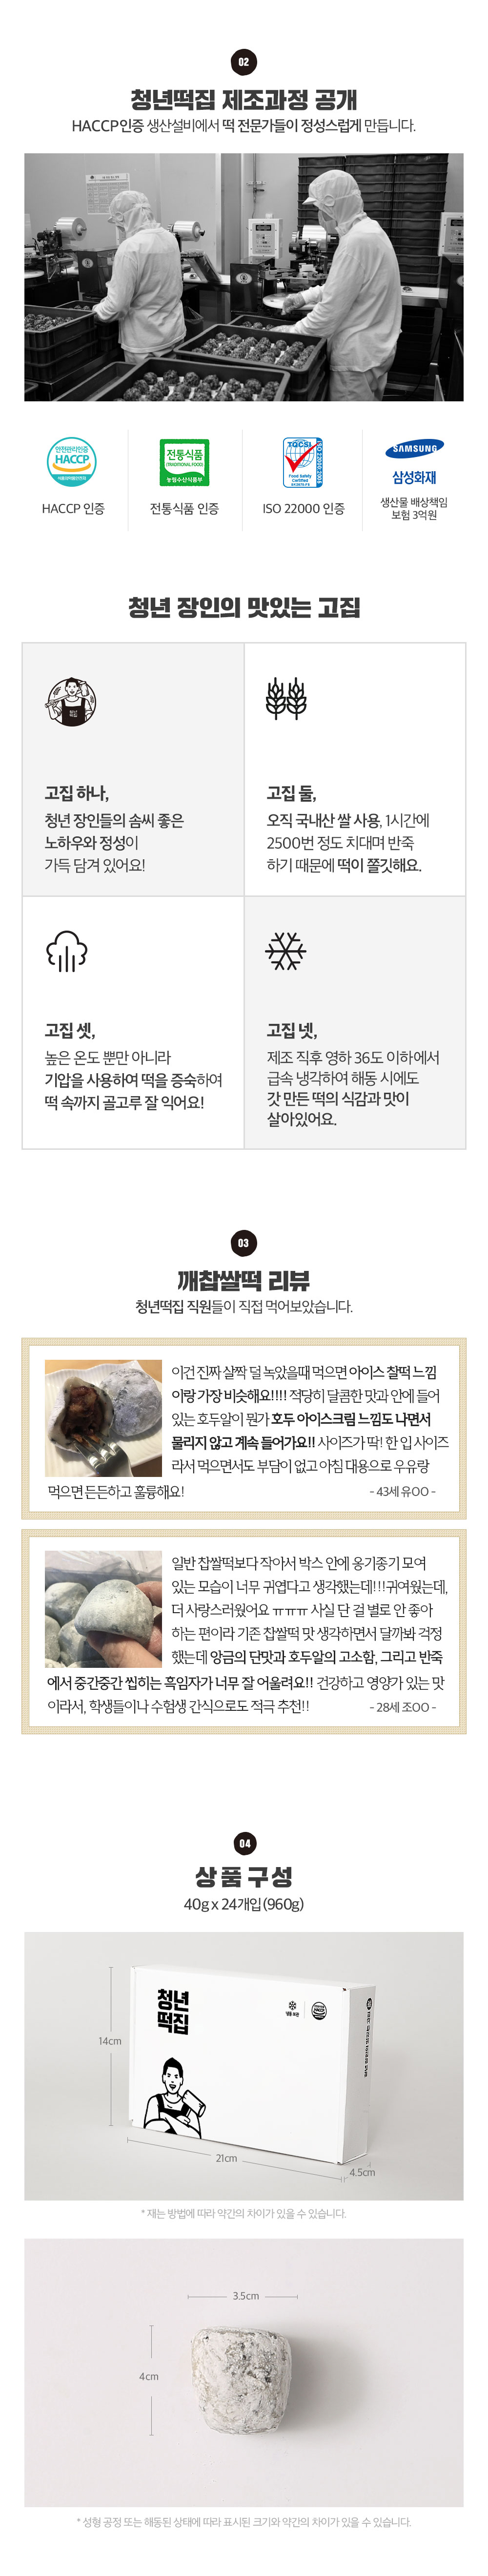 02
청년떡집 제조과정 공개
HACCP인증 생산설비에서 떡 전문가들이 정성스럽게 만듭니다.
안전관리인증
HACCP
전통식품
(TRADITIONAL FOOD)
농림수산식품부
TQCSI
ISO 22000:2005
Food Safety
Certified
SAMSUNG
삼성화재
HACCP 인증
전통식품 인증
ISO 22000 인증
생산물 배상책임
보험 3억원
청년 장인의 맛있는 고집
고집 하나,
청년 장인들의 솜씨 좋은
노하우와 정성이
가득 담겨 있어요!
고집 둘,
오직 국내산 쌀 사용, 1시간에
2500번 정도 치대며 반죽
하기 때문에 떡이 쫄깃해요.
고집 셋,
높은 온도 뿐만 아니라
기압을 사용하여 떡을 증숙하여
떡 속까지 골고루 잘 익어요!
고집 넷,
제조 직후 영하 36도 이하에서
급속 냉각하여 해동 시에도
갓 만든 떡의 식감과 맛이
살아있어요.
03
깨찹쌀떡 리뷰
청년떡집 직원들이 직접 먹어보았습니다.
이건 진짜 살짝 덜 녹았을때 먹으면 아이스 찰떡 느낌
이랑 가장 비슷해요!!!! 적당히 달콤한 맛과 안에 들어
있는 호두알이 뭔가 호두 아이스크림 느낌도 나면서
물리지 않고 계속 들어가요!! 사이즈가 딱! 한 입 사이즈
라서 먹으면서도 부담이 없고 아침 대용으로 우유랑
먹으면 든든하고 훌륭해요!
- 43세 유OO -
일반 찹쌀떡보다 작아서 박스 안에 옹기종기 모여
있는 모습이 너무 귀엽다고 생각했는데!!!귀여웠는데,
더 사랑스러웠어요 ㅠㅠㅠ 사실 단 걸 별로 안 좋아
하는 편이라 기존 찹쌀떡 맛 생각하면서 달까봐 걱정
했는데 앙금의 단맛과 호두알의 고소함, 그리고 반죽
에서 중간중간 씹히는 흑임자가 너무 잘 어울려요!! 건강하고 영양가 있는 맛
이라서, 학생들이나 수험생 간식으로도 적극 추천!!
- 28세 조OO -
04
상품구성
40g x 24개입 (960g)
청년
떡집
냉동 보관
HACCP
14cm
21cm
4.5cm
* 재는 방법에 따라 약간의 차이가 있을 수 있습니다.
3.5cm
4cm
* 성형 공정 또는 해동된 상태에 따라 표시된 크기와 약간의 차이가 있을 수 있습니다.